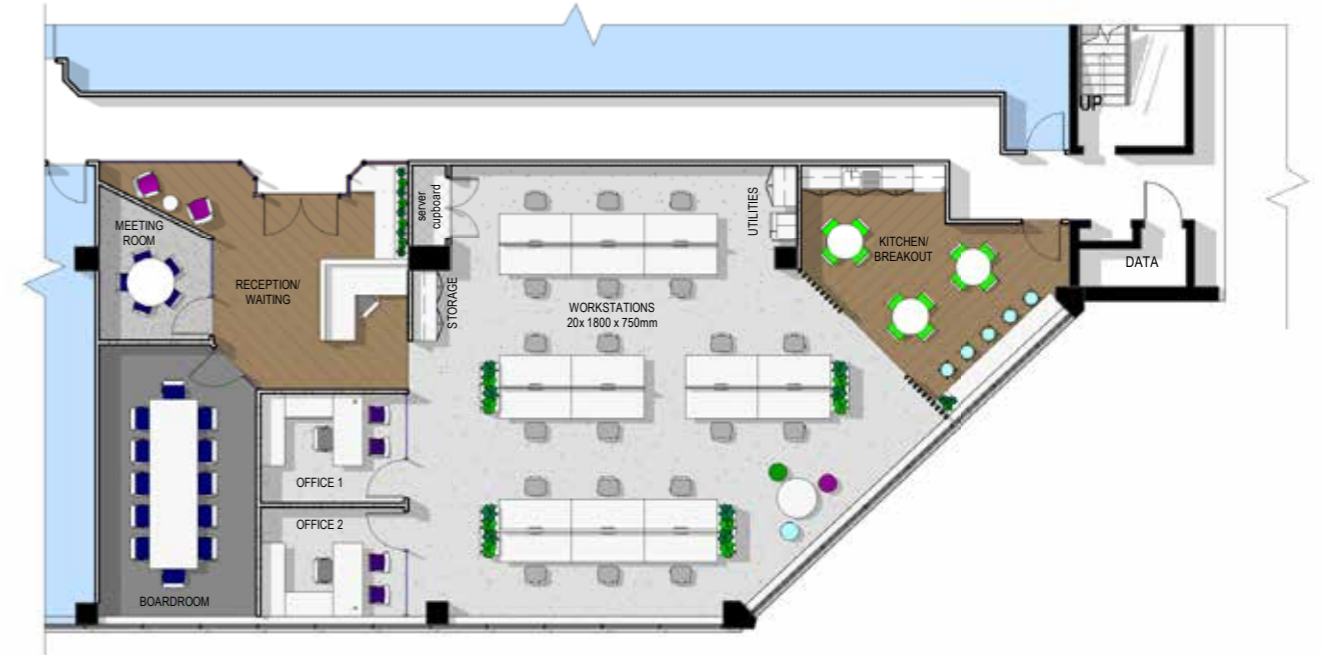 UP
MEETING
ROOM
server
cupboard
UTILITIES
KITCHEN/
BREAKOUT
DATA
RECEPTION/
WAITING
STORAGE
WORKSTATIONS
20x 1800 x 750mm
OFFICE 1
OFFICE 2
BOARDROOM